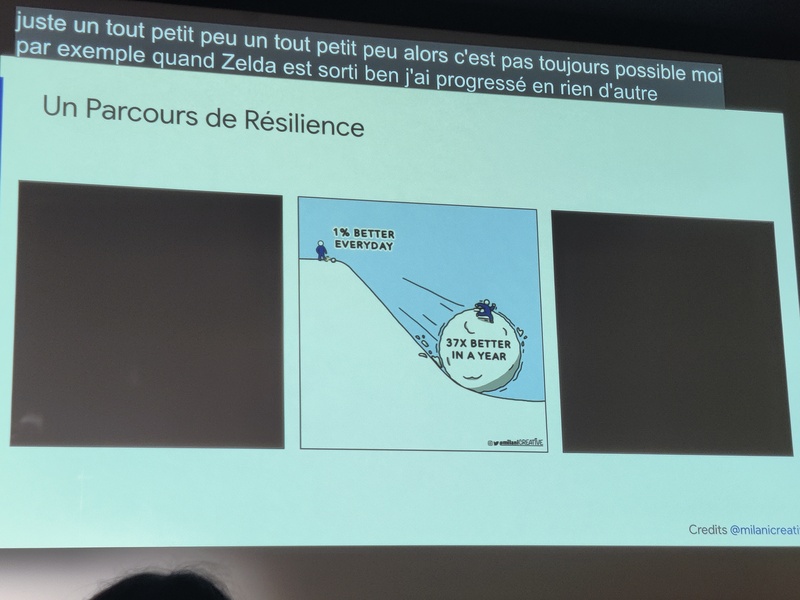 juste un tout petit peu un tout petit peu alors c'est pas toujours possible moi
par exemple quand Zelda est sorti ben j'ai progressé en rien d'autre
Un Parcours de Résilience
1% BETTER
EVERYDAY
37X BETTER
IN A YEAR
@milaniCREATIVE
Credits @milanicreati